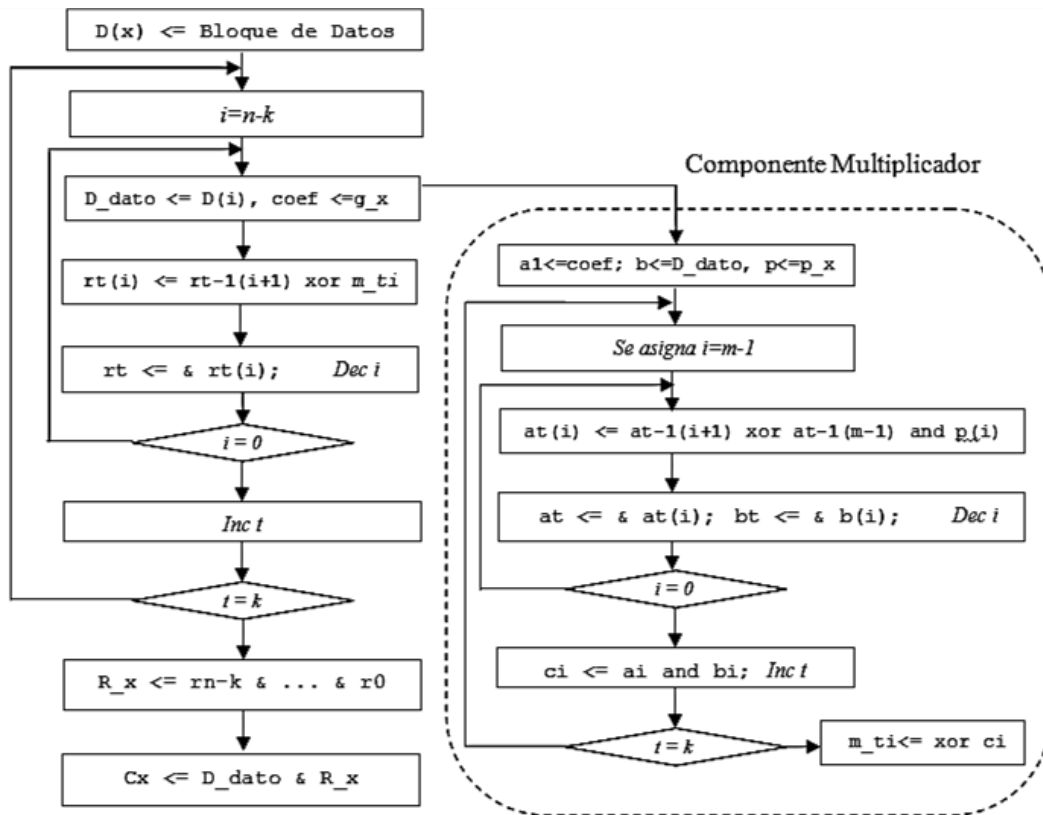 D(x) <= Bloque de Datos
i=n-k
D_dato <= D(i), coef <=g_x
rt(i) <= rt-1(i+1) xor m_ti
rt <= & rt(i); Dec i
i = 0
Inc t
t = k
R_x <= rn-k & ... & r0
Cx <= D_dato & R_x
Componente Multiplicador
a1<=coef; b<=D_dato, p<=p_x
Se asigna i=m-1
at(i) <= at-1(i+1) xor at-1(m-1) and p(i)
at <= & at(i); bt <= & b(i); Dec i
i = 0
ci <= ai and bi; Inc t
t = k
m_ti<= xor ci